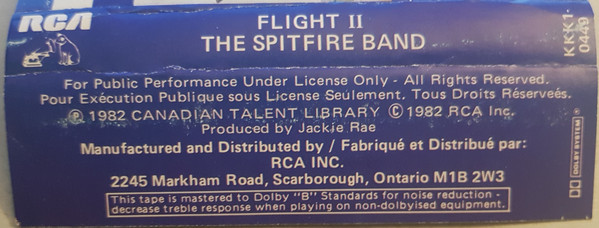 RCA
FLIGHT II
THE SPITFIRE BAND
KKK1-
0449
For Public Performance Under License Only - All Rights Reserved.
Pour Exécution Publique sous License Seulement. Tous Droits Réserveés.
Ⓟ 1982 CANADIAN TALENT LIBRARY © 1982 RCA Inc.
Produced by Jackie Rae
Manufactured and Distributed by / Fabriqué et Distribué par:
RCA INC.
2245 Markham Road, Scarborough, Ontario M1B 2W3
This tape is mastered to Dolby "B" Standards for noise reduction -
decrease treble response when playing on non-dolbyised equipment.
DOLBY SYSTEM